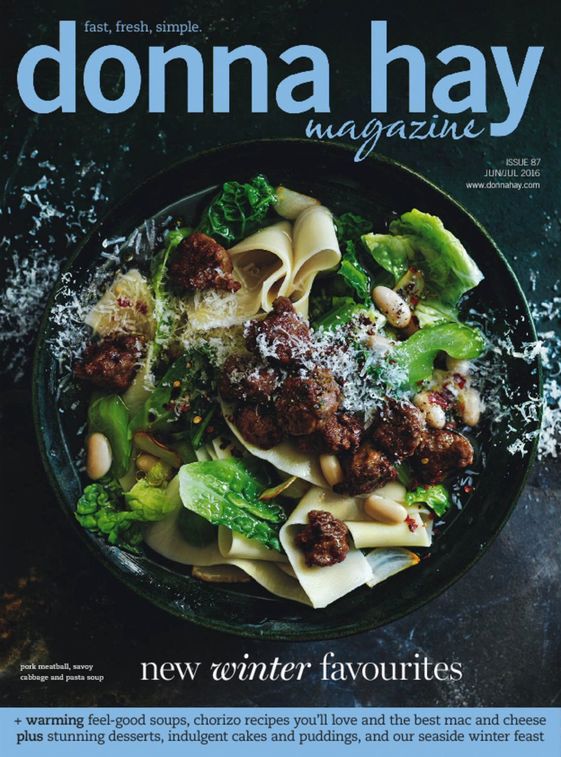 fast, fresh, simple.
donna hay
magazine
ISSUE 87
JUN/JUL 2016
www.donnahay.com
pork meatball, savoy
cabbage and pasta soup
new winter favourites
+ warming feel-good soups, chorizo recipes you'll love and the best mac and cheese
plus stunning desserts, indulgent cakes and puddings, and our seaside winter feast